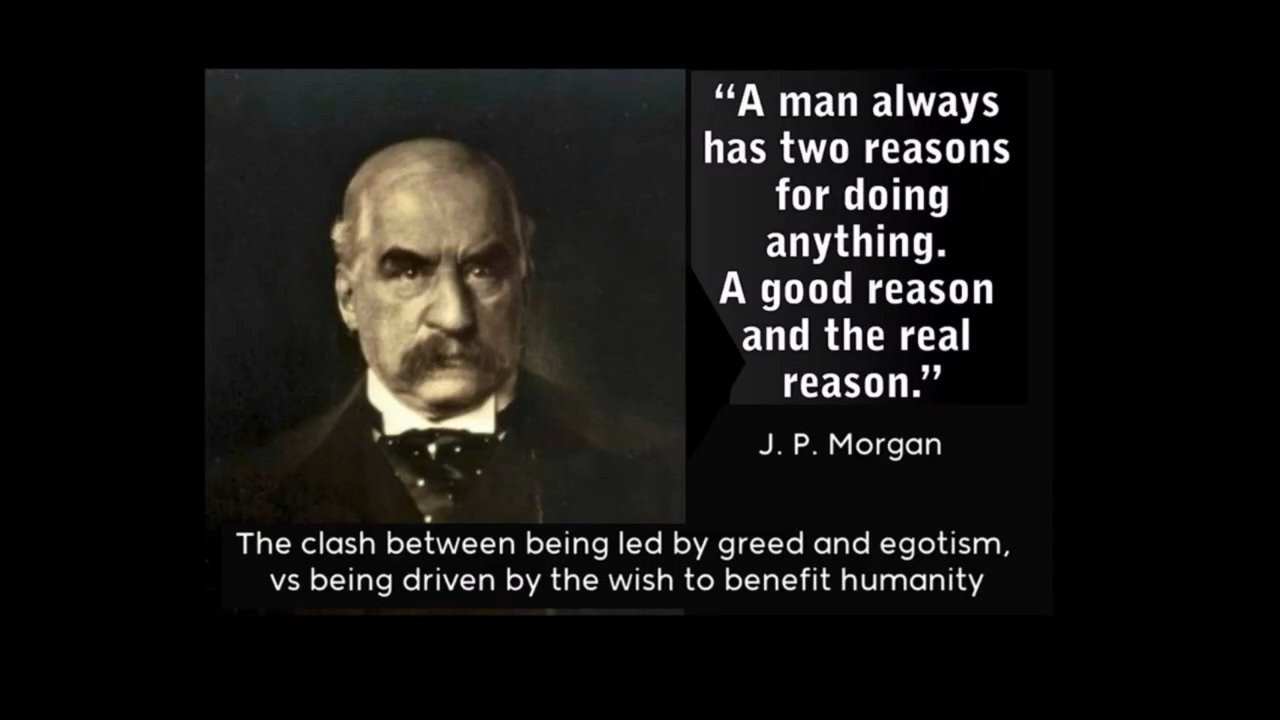 “A man always
has two reasons
for doing
anything.
A good reason
and the real
reason.”
J. P. Morgan
The clash between being led by greed and egotism,
vs being driven by the wish to benefit humanity